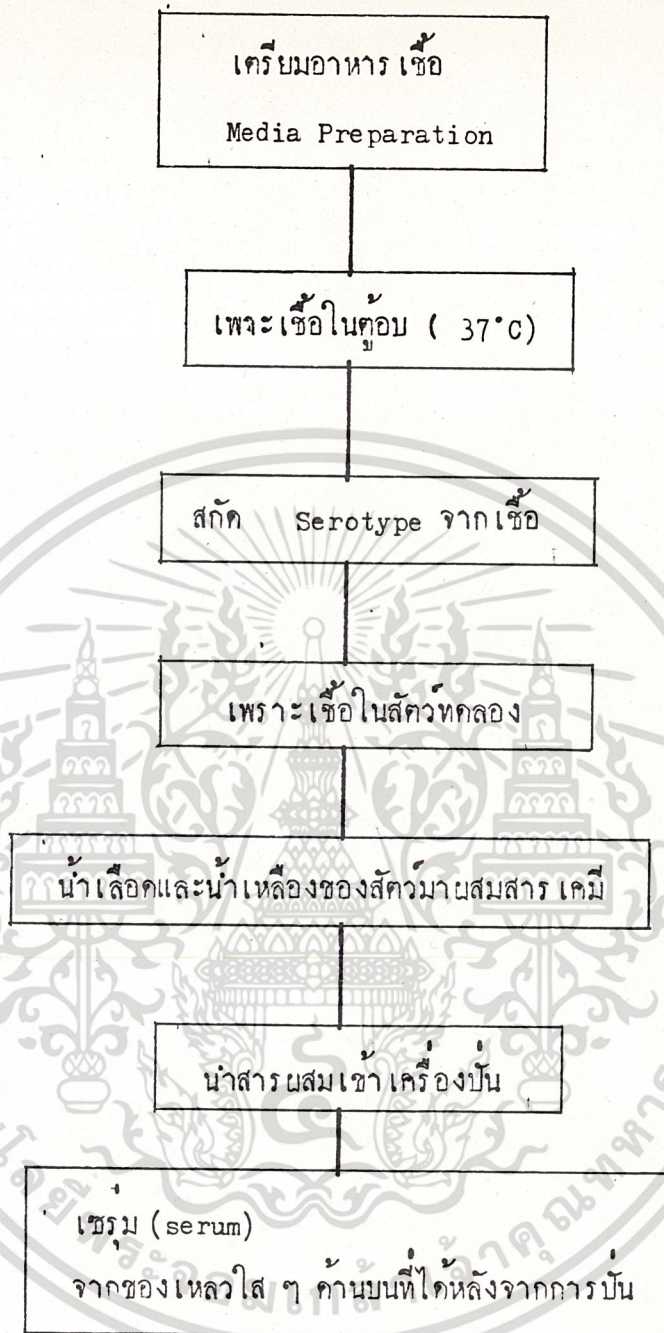 เตรียมอาหารเชื้อ
Media Preparation
เพาะเชื้อในตู้อบ ( 37°C)
สกัด Serotype จากเชื้อ
เพราะเชื้อในสัตว์ทดลอง
นำเลือดและน้ำเหลืองของสัตว์มาผสมสารเคมี
นำสารผสมเข้าเครื่องปั่น
เซรุ่ม (serum)
จากของเหลวใส ๆ ด้านบนที่ได้หลังจากการปั่น